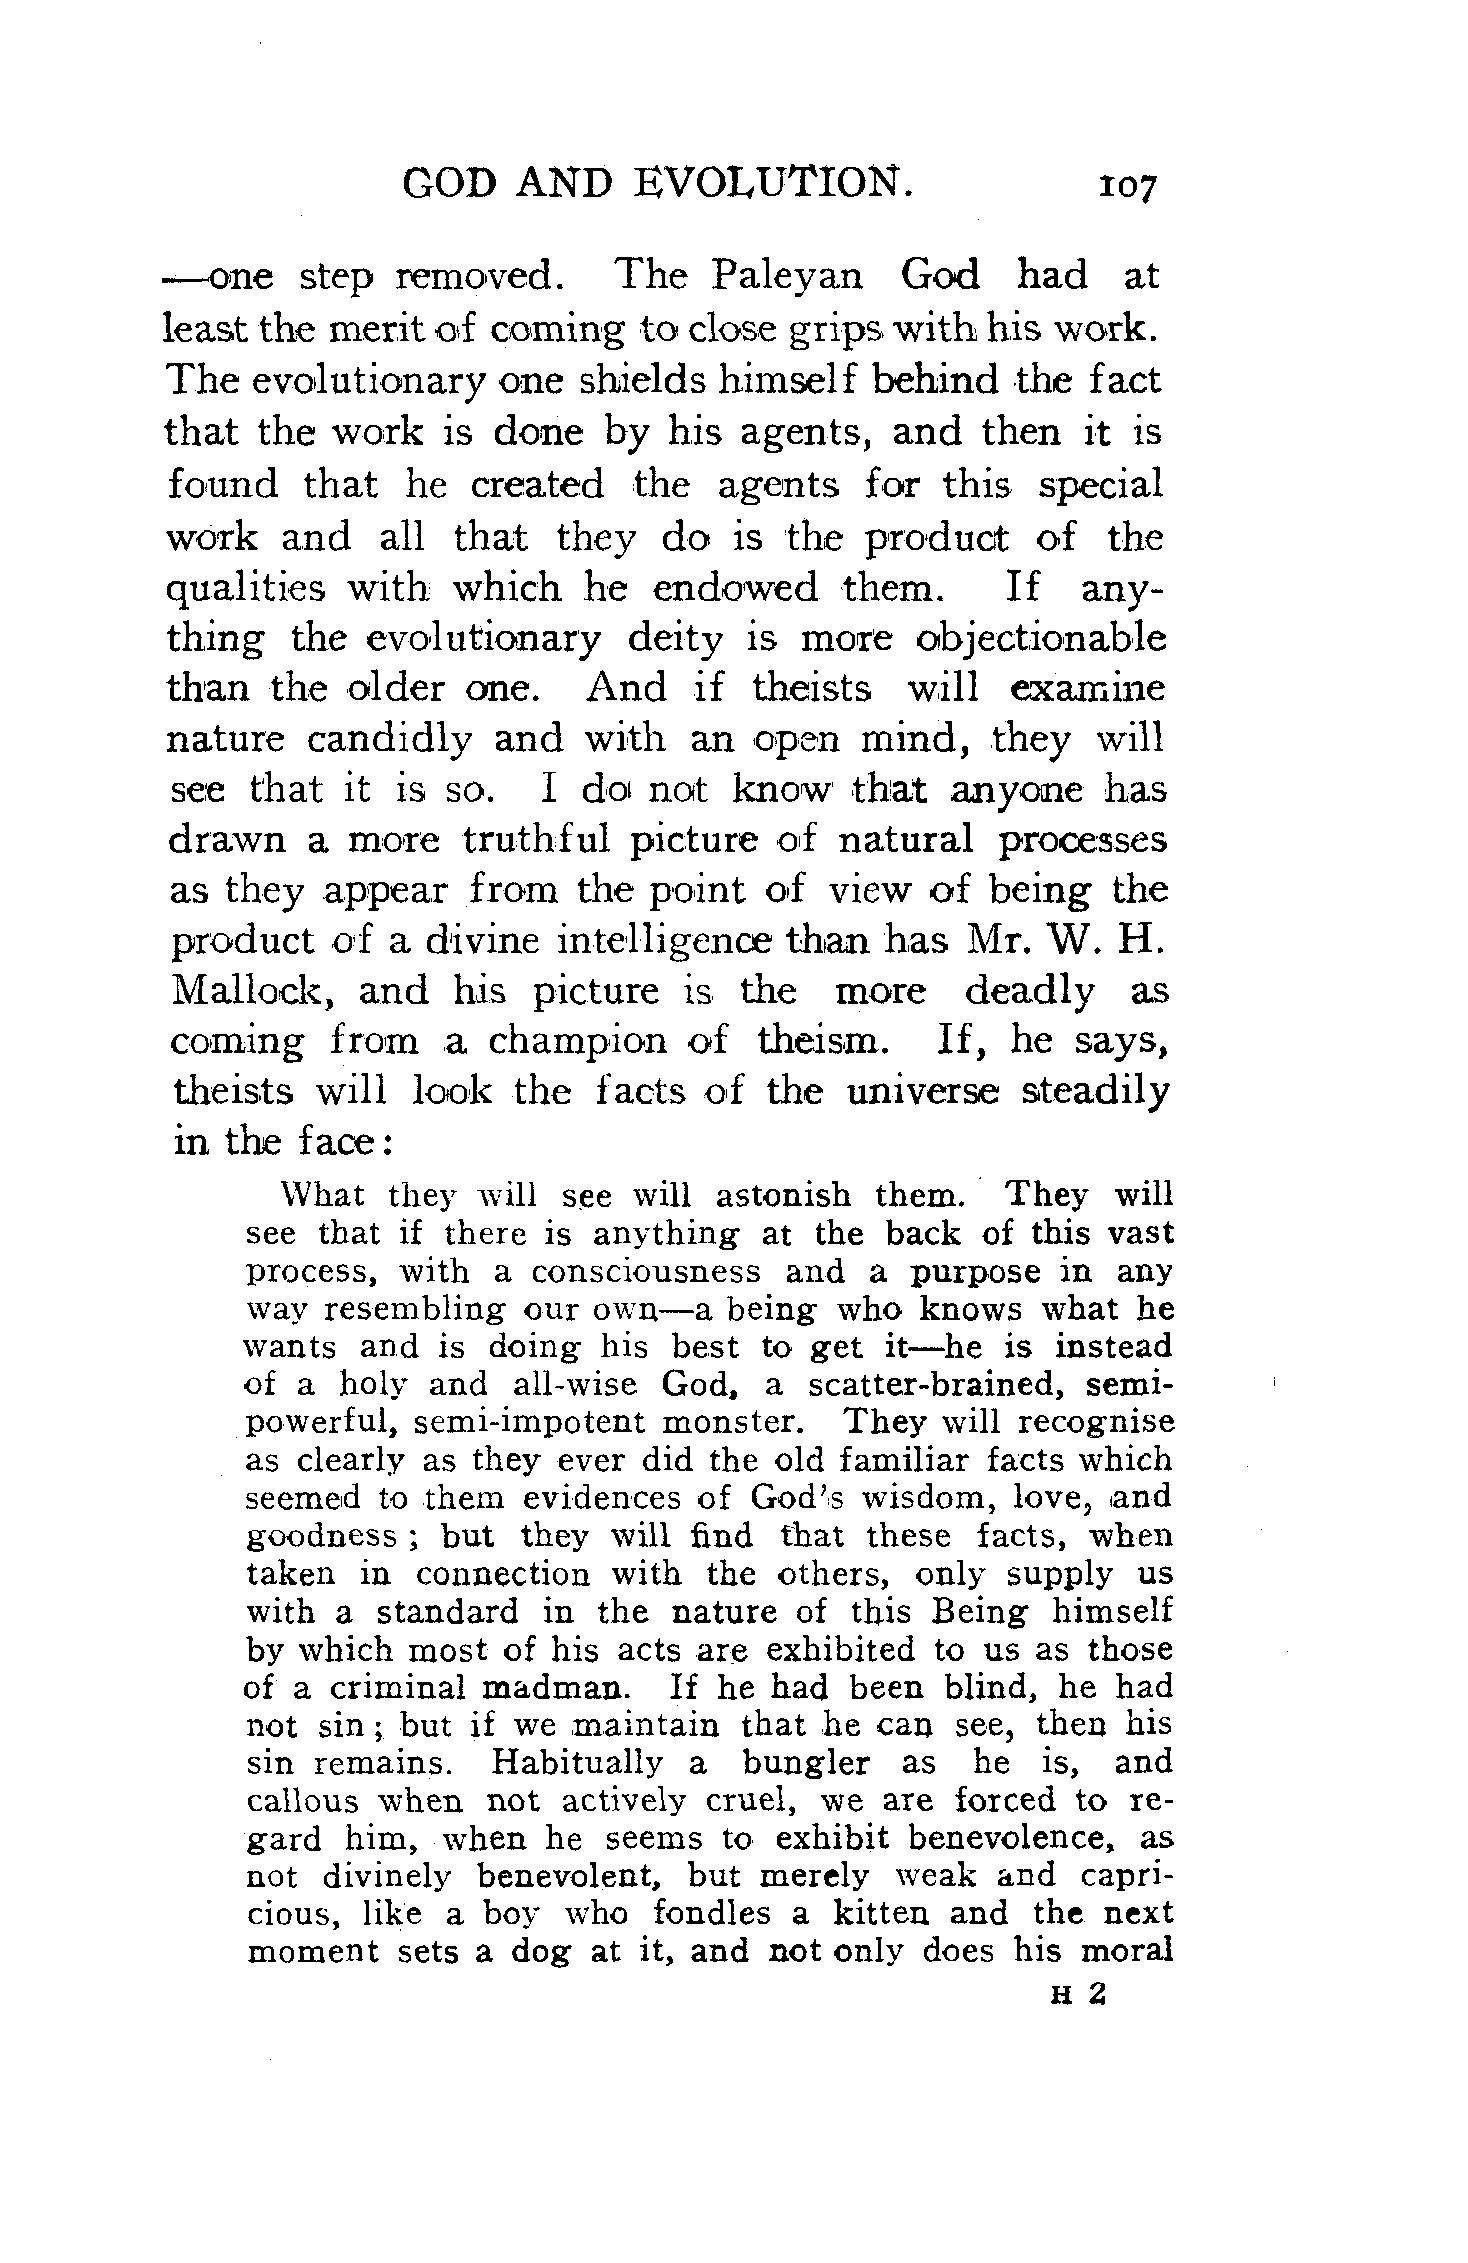 GOD AND EVOLUTION. 107
—one step removed. The Paleyan God had at
least the merit of coming to close grips with his work.
The evolutionary one shields himself behind the fact
that the work is done by his agents, and then it is
found that he created the agents for this special
work and all that they do is the product of the
qualities with which he endowed them. If any-
thing the evolutionary deity is more objectionable
than the older one. And if theists will examine
nature candidly and with an open mind, they will
see that it is so. I do not know that anyone has
drawn a more truthful picture of natural processes
as they appear from the point of view of being the
product of a divine intelligence than has Mr. W. H.
Mallock, and his picture is the more deadly as
coming from a champion of theism. If, he says,
theists will look the facts of the universe steadily
in the face:
What they will see will astonish them. They will
see that if there is anything at the back of this vast
process, with a consciousness and a purpose in any
way resembling our own—a being who knows what he
wants and is doing his best to get it—he is instead
of a holy and all-wise God, a scatter-brained, semi-
powerful, semi-impotent monster. They will recognise
as clearly as they ever did the old familiar facts which
seemed to them evidences of God's wisdom, love, and
goodness; but they will find that these facts, when
taken in connection with the others, only supply us
with a standard in the nature of this Being himself
by which most of his acts are exhibited to us as those
of a criminal madman. If he had been blind, he had
not sin; but if we maintain that he can see, then his
sin remains. Habitually a bungler as he is, and
callous when not actively cruel, we are forced to re-
gard him, when he seems to exhibit benevolence, as
not divinely benevolent, but merely weak and capri-
cious, like a boy who fondles a kitten and the next
moment sets a dog at it, and not only does his moral
H 2